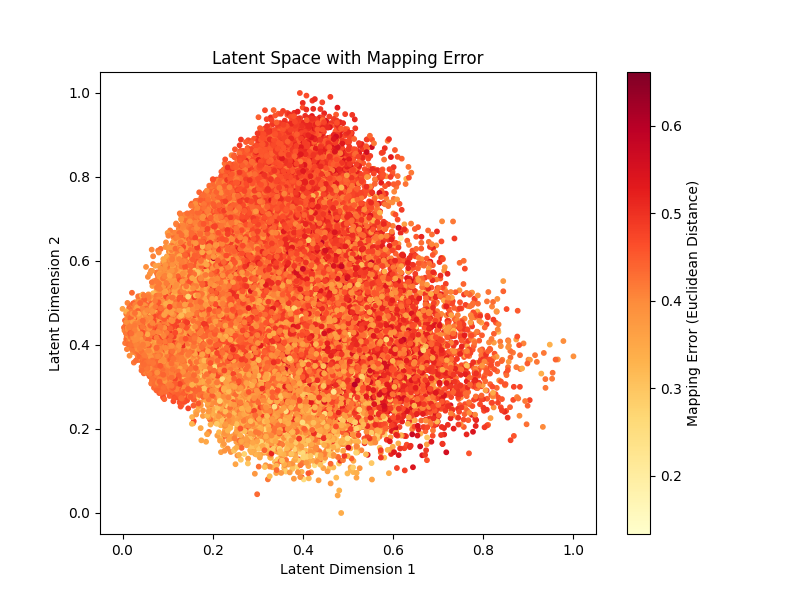 Latent Space with Mapping Error
1.0
0.8
0.6
0.4
0.2
0.0
Latent Dimension 2
0.0 0.2 0.4 0.6 0.8 1.0
Latent Dimension 1
0.6
0.5
0.4
0.3
0.2
Mapping Error (Euclidean Distance)